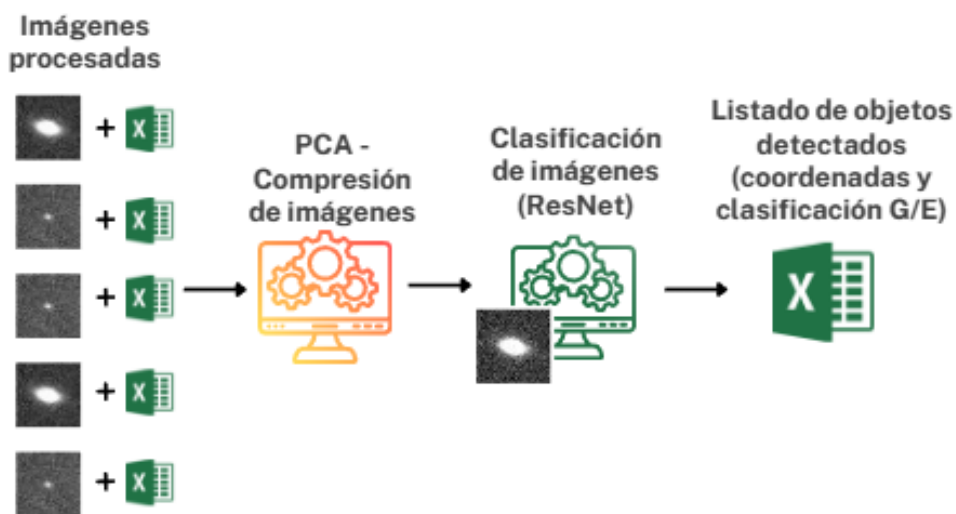 Imágenes
procesadas
+ X
+ X
+ X
+ X
+ X
PCA -
Compresión
de imágenes
Clasificación
de imágenes
(ResNet)
Listado de objetos
detectados
(coordenadas y
clasificación G/E)
X